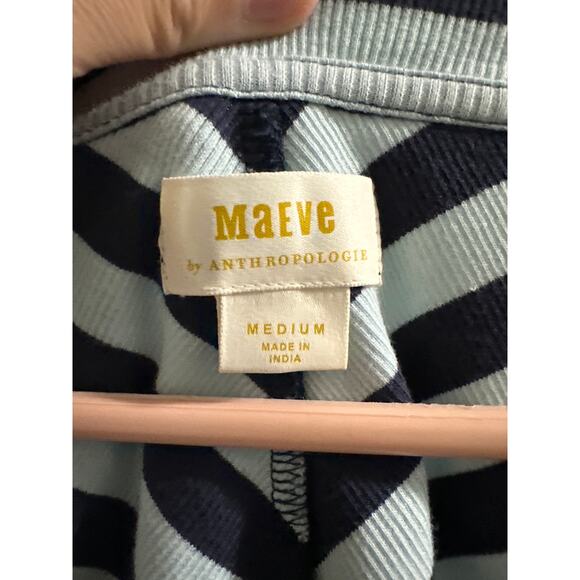 MaEVe
by ANTHROPOLOGIE
MEDIUM
MADE IN
INDIA